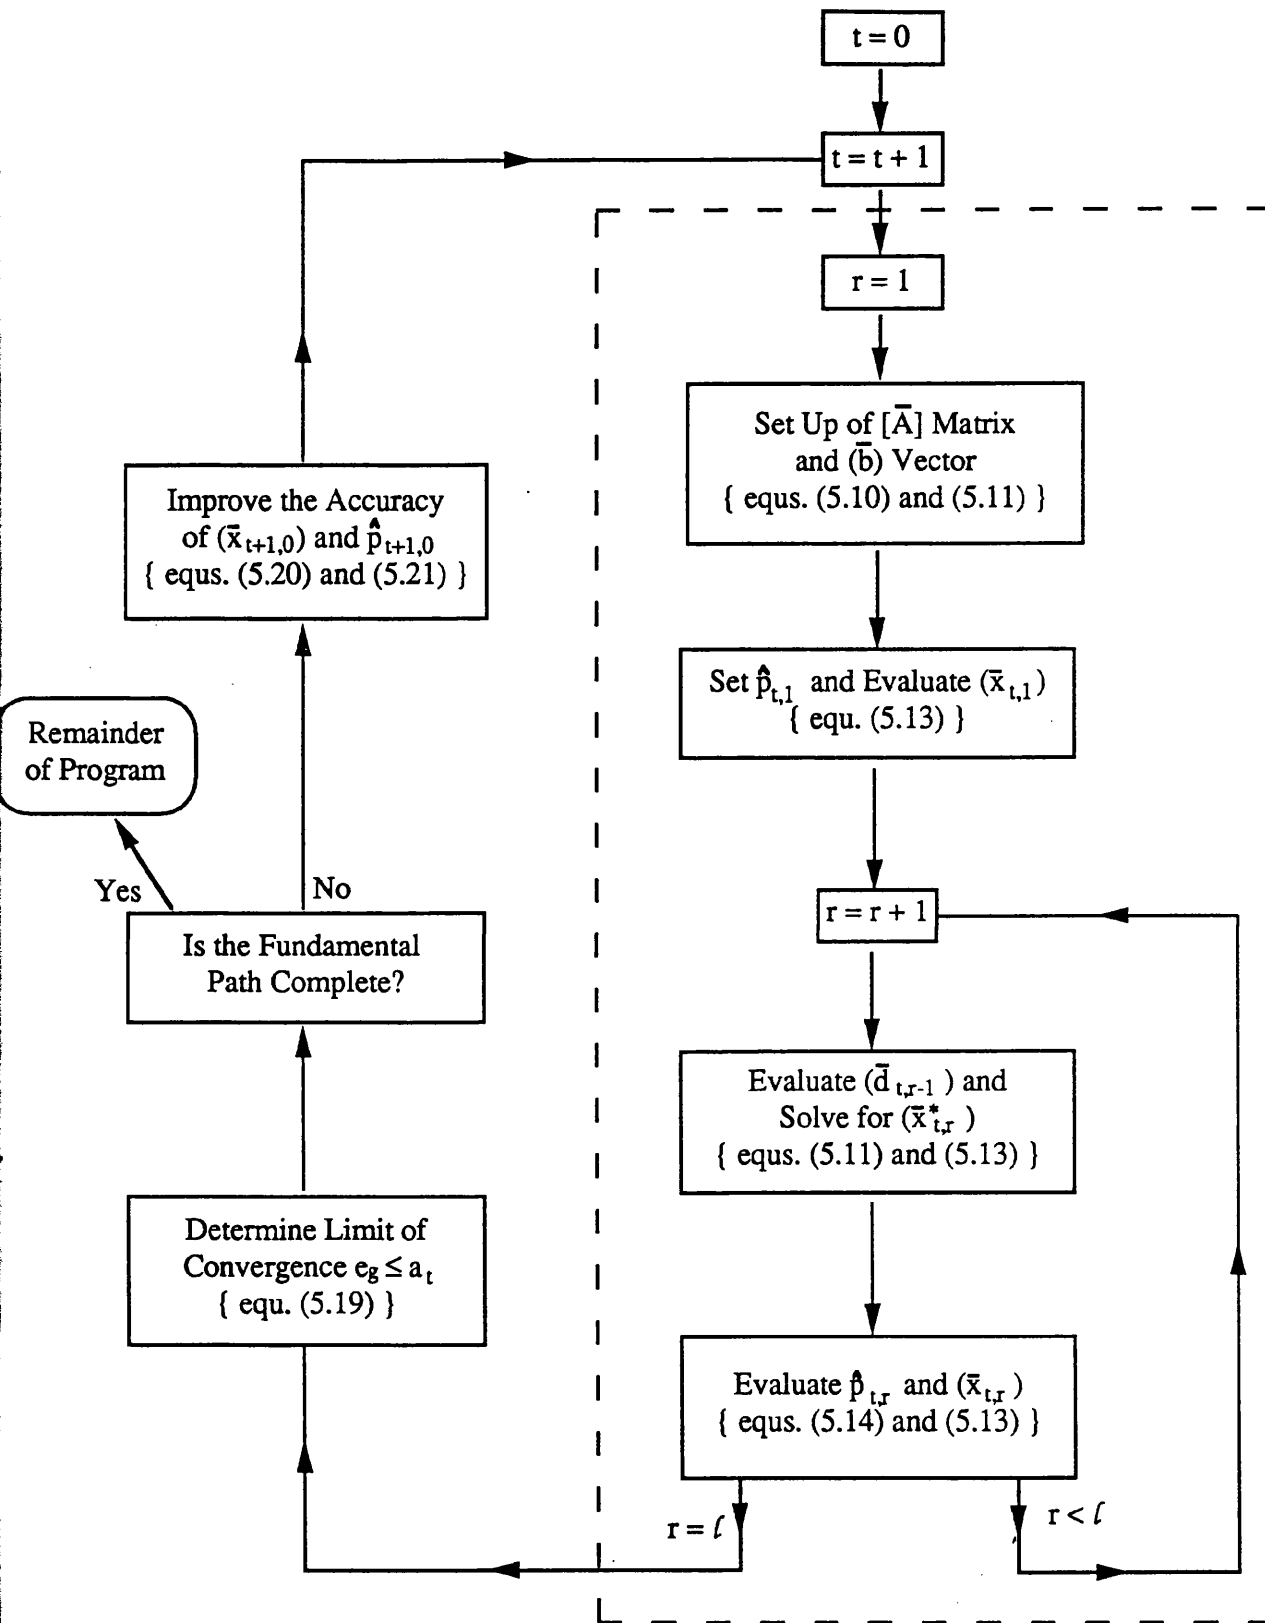 t = 0
t = t + 1
r = 1
Set Up of [A̅] Matrix
and (b̅) Vector
{ equs. (5.10) and (5.11) }
Set p̂ t,1 and Evaluate (x̅ t,1)
{ equ. (5.13) }
r = r + 1
Evaluate (d̅ t,r-1 ) and
Solve for (x̅* t,r )
{ equs. (5.11) and (5.13) }
Evaluate p̂ t,r and (x̅ t,r )
{ equs. (5.14) and (5.13) }
r = ℓ
r < ℓ
Determine Limit of
Convergence eg ≤ a t
{ equ. (5.19) }
Is the Fundamental
Path Complete?
Yes
No
Remainder
of Program
Improve the Accuracy
of (x̅ t+1,0) and p̂ t+1,0
{ equs. (5.20) and (5.21) }